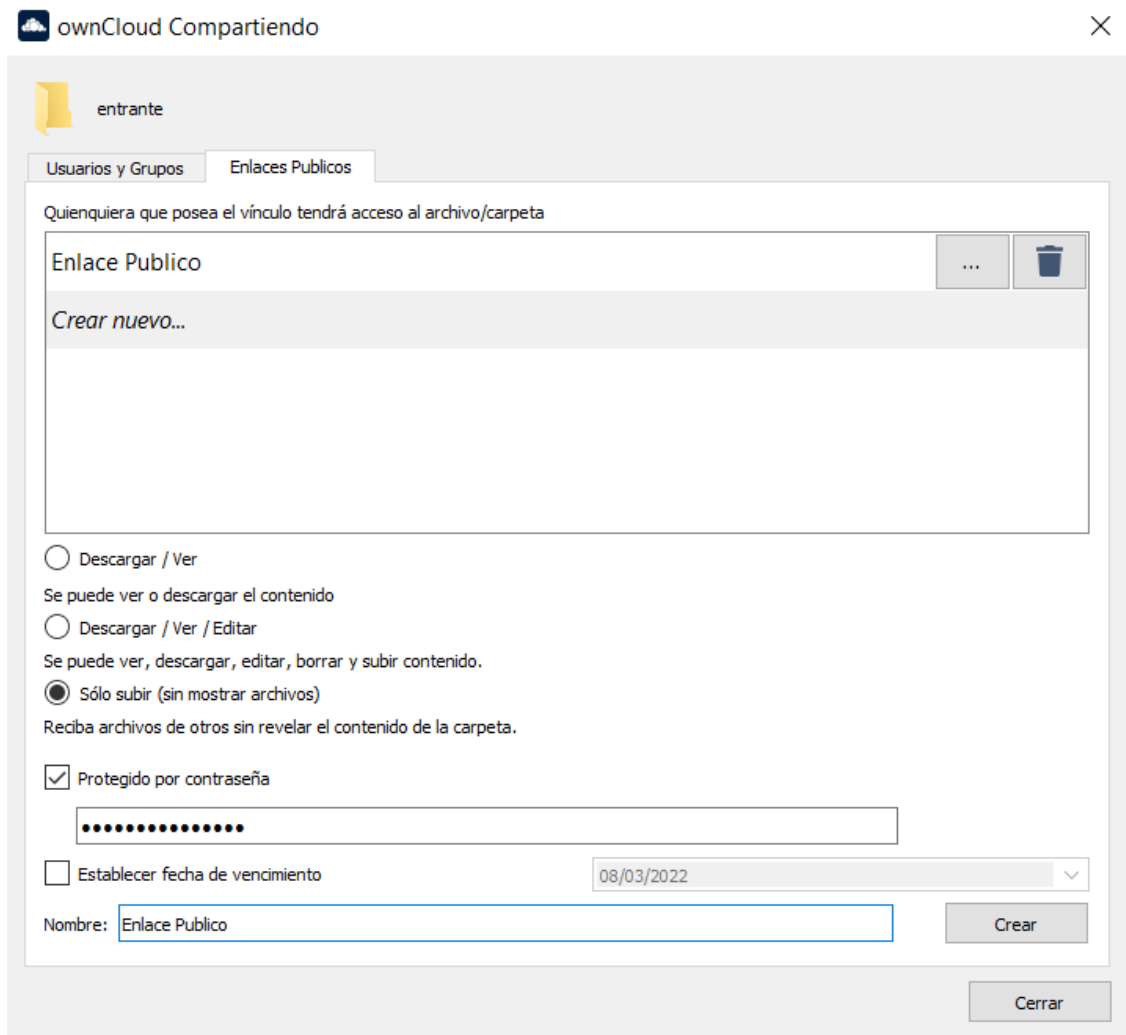 ownCloud Compartiendo
entrante
Usuarios y Grupos Enlaces Publicos
Quienquiera que posea el vínculo tendrá acceso al archivo/carpeta
Enlace Publico ...
Crear nuevo...
Descargar / Ver
Se puede ver o descargar el contenido
Descargar / Ver / Editar
Se puede ver, descargar, editar, borrar y subir contenido.
Sólo subir (sin mostrar archivos)
Reciba archivos de otros sin revelar el contenido de la carpeta.
Protegido por contraseña
•••••••••••••••
Establecer fecha de vencimiento 08/03/2022
Nombre: Enlace Publico Crear
Cerrar